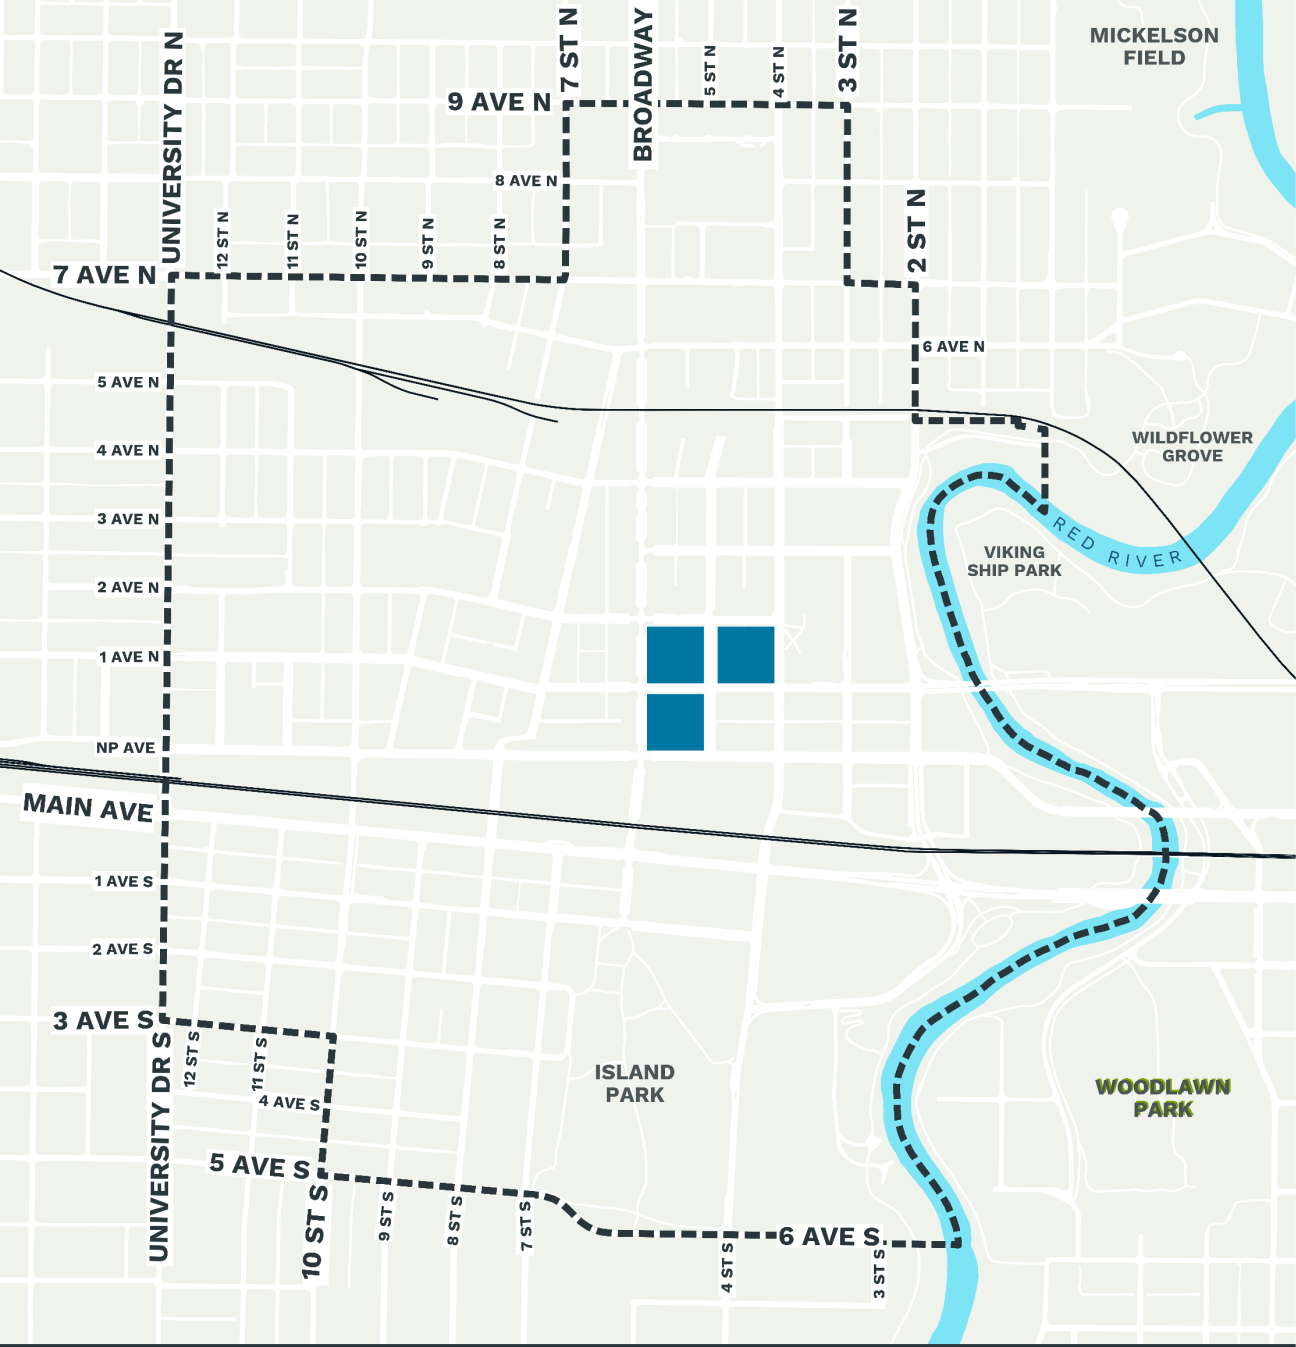 UNIVERSITY DR N
7 ST N
BROADWAY
5 ST N
4 ST N
3 ST N
MICKELSON
FIELD
9 AVE N
8 AVE N
2 ST N
12 ST N
11 ST N
10 ST N
9 ST N
8 ST N
7 AVE N
6 AVE N
5 AVE N
4 AVE N
WILDFLOWER
GROVE
3 AVE N
RED RIVER
VIKING
SHIP PARK
2 AVE N
1 AVE N
NP AVE
MAIN AVE
1 AVE S
2 AVE S
3 AVE S
UNIVERSITY DR S
12 ST S
11 ST S
4 AVE S
ISLAND
PARK
WOODLAWN
PARK
5 AVE S
10 ST S
9 ST S
8 ST S
7 ST S
6 AVE S
4 ST S
3 ST S